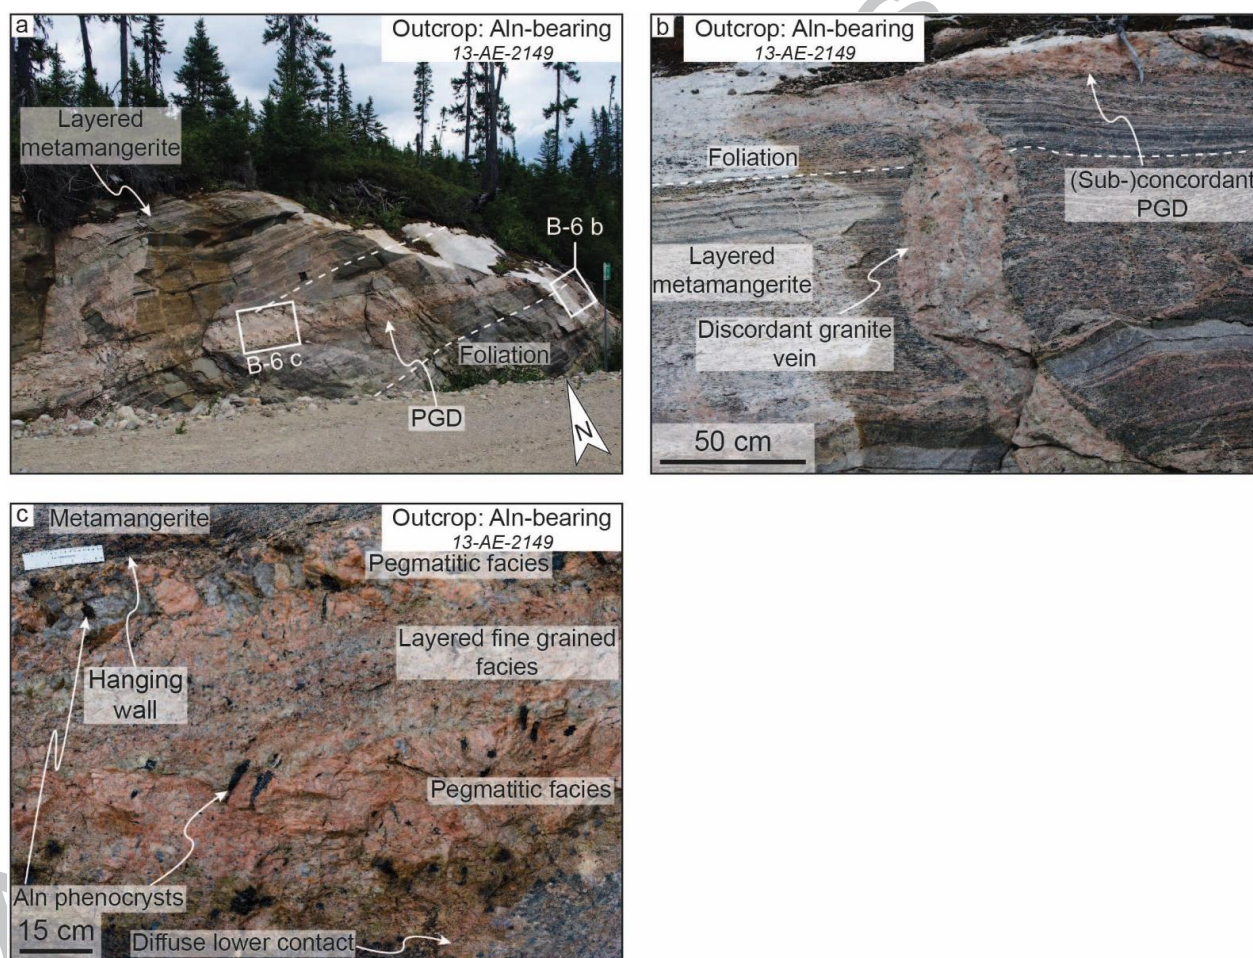 a
Outcrop: Aln-bearing
13-AE-2149
Layered
metamangerite
B-6 b
B-6 c
Foliation
PGD
N
b
Outcrop: Aln-bearing
13-AE-2149
Foliation
(Sub-)concordant
PGD
Layered
metamangerite
Discordant granite
vein
50 cm
c
Metamangerite
Outcrop: Aln-bearing
13-AE-2149
Pegmatitic facies
Layered fine grained
facies
Hanging
wall
Pegmatitic facies
Aln phenocrysts
15 cm
Diffuse lower contact